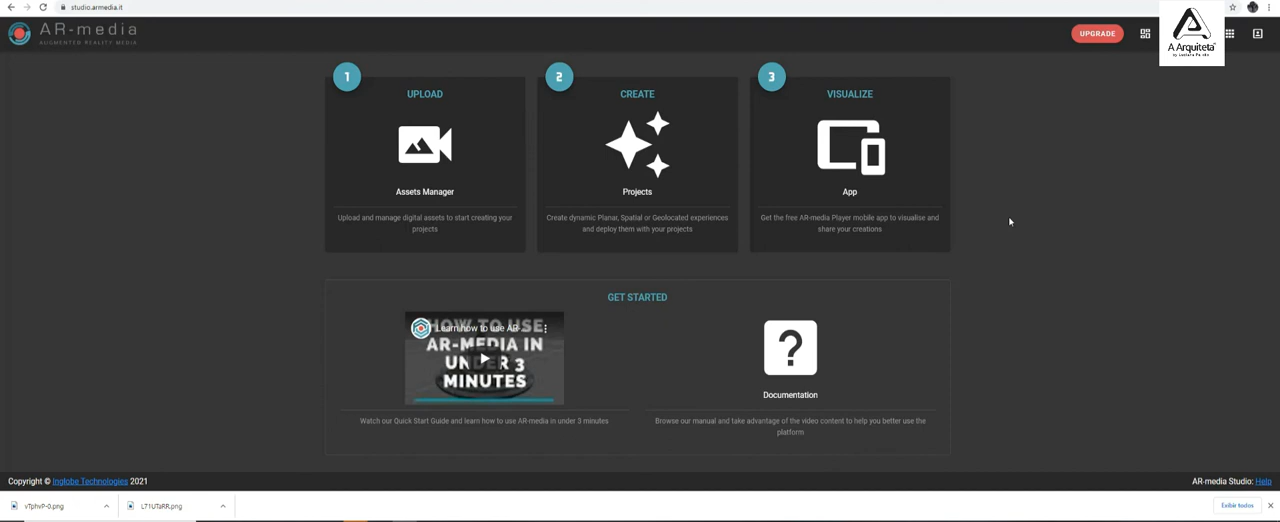 studio.armedia.it
AR-media
AUGMENTED REALITY MEDIA
UPGRADE
A Arquiteta
1
UPLOAD
Assets Manager
Upload and manage digital assets to start creating your
projects
2
CREATE
Projects
Create dynamic Planar, Spatial or Geolocated experiences
and deploy them with your projects
3
VISUALIZE
App
Get the free AR-media Player mobile app to visualise and
share your creations
GET STARTED
Learn how to use AR-...
HOW TO USE
AR-MEDIA IN
UNDER 3
MINUTES
Watch our Quick Start Guide and learn how to use AR-media in under 3 minutes
?
Documentation
Browse our manual and take advantage of the video content to help you better use the
platform
Copyright © Inglobe Technologies 2021
AR-media Studio: Help
vTphvP-0.png
LT1UTaRR.png
Exibir todos